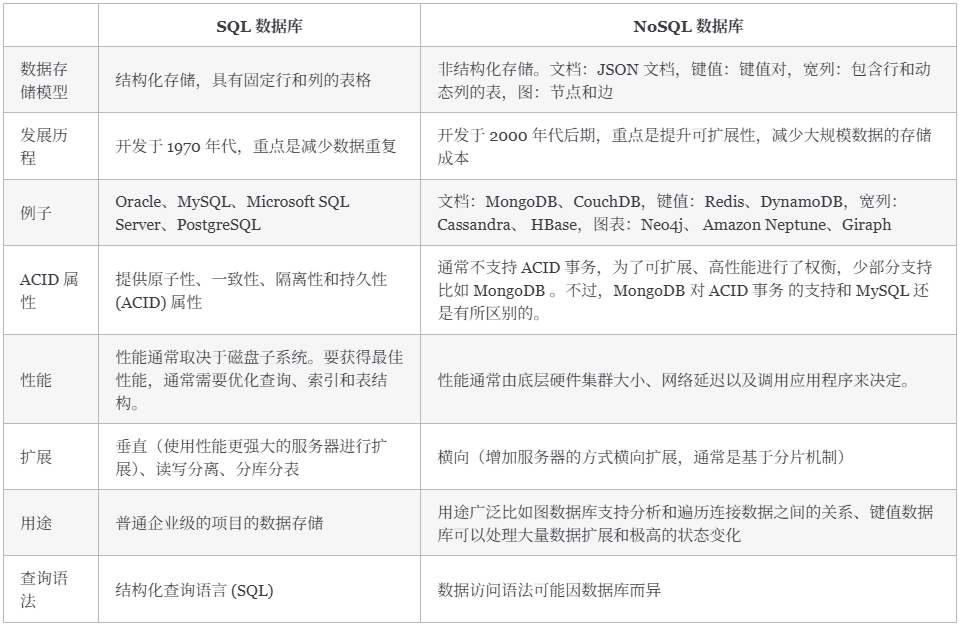 SQL 数据库
NoSQL 数据库
数据存
储模型
结构化存储，具有固定行和列的表格
非结构化存储。文档：JSON 文档，键值：键值对，宽列：包含行和动
态列的表，图：节点和边
发展历
程
开发于 1970 年代，重点是减少数据重复
开发于 2000 年代后期，重点是提升可扩展性，减少大规模数据的存储
成本
例子
Oracle、MySQL、Microsoft SQL
Server、PostgreSQL
文档：MongoDB、CouchDB，键值：Redis、DynamoDB，宽列：
Cassandra、 HBase，图表：Neo4j、 Amazon Neptune、Giraph
ACID 属
性
提供原子性、一致性、隔离性和持久性
(ACID) 属性
通常不支持 ACID 事务，为了可扩展、高性能进行了权衡，少部分支持
比如 MongoDB 。不过，MongoDB 对 ACID 事务 的支持和 MySQL 还
是有所区别的。
性能
性能通常取决于磁盘子系统。要获得最佳
性能，通常需要优化查询、索引和表结
构。
性能通常由底层硬件集群大小、网络延迟以及调用应用程序来决定。
扩展
垂直（使用性能更强大的服务器进行扩
展）、读写分离、分库分表
横向（增加服务器的方式横向扩展，通常是基于分片机制）
用途
普通企业级的项目的数据存储
用途广泛比如图数据库支持分析和遍历连接数据之间的关系、键值数据
库可以处理大量数据扩展和极高的状态变化
查询语
法
结构化查询语言 (SQL)
数据访问语法可能因数据库而异